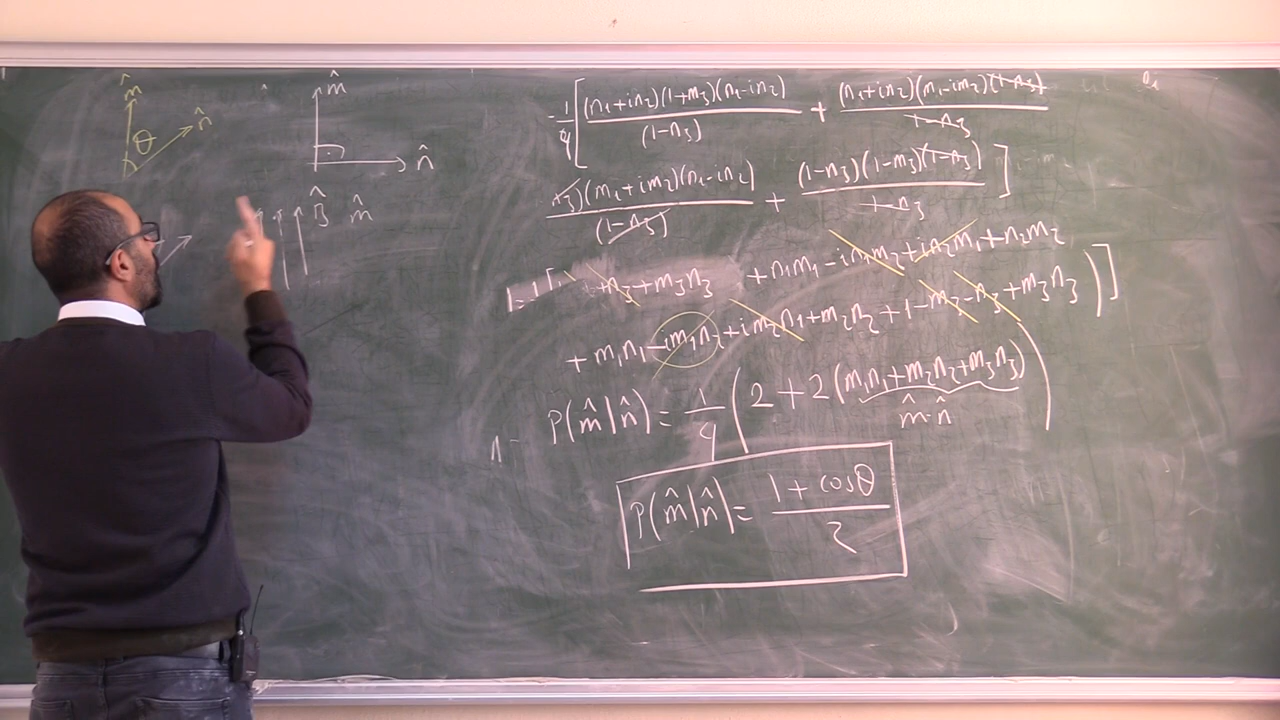 m̂
n̂
θ
m̂
n̂
B̂ m̂
1/4 [ (n₁+in₂)(1+m₃)(n₁-in₂)/(1-n₃) + (n₁+in₂)(m₁-im₂)(1-n₃)/1-n₃
n₃)(m₁+im₂)(n₁-in₂)/(1-n₃) + (1-n₃)(1-m₃)(1-n₃)/1-n₃ ]
+n₃+m₃n₃ +n₁m₁-in₁m₂+in₂m₁+n₂m₂
+ m₁n₁-im₁n₂+im₂n₁+m₂n₂+1-m₃-n₃+m₃n₃)]
P(m̂|n̂)= 1/4 (2+2(m₁n₁+m₂n₂+m₃n₃))
m̂·n̂
P(m̂|n̂)= 1+cosθ/2